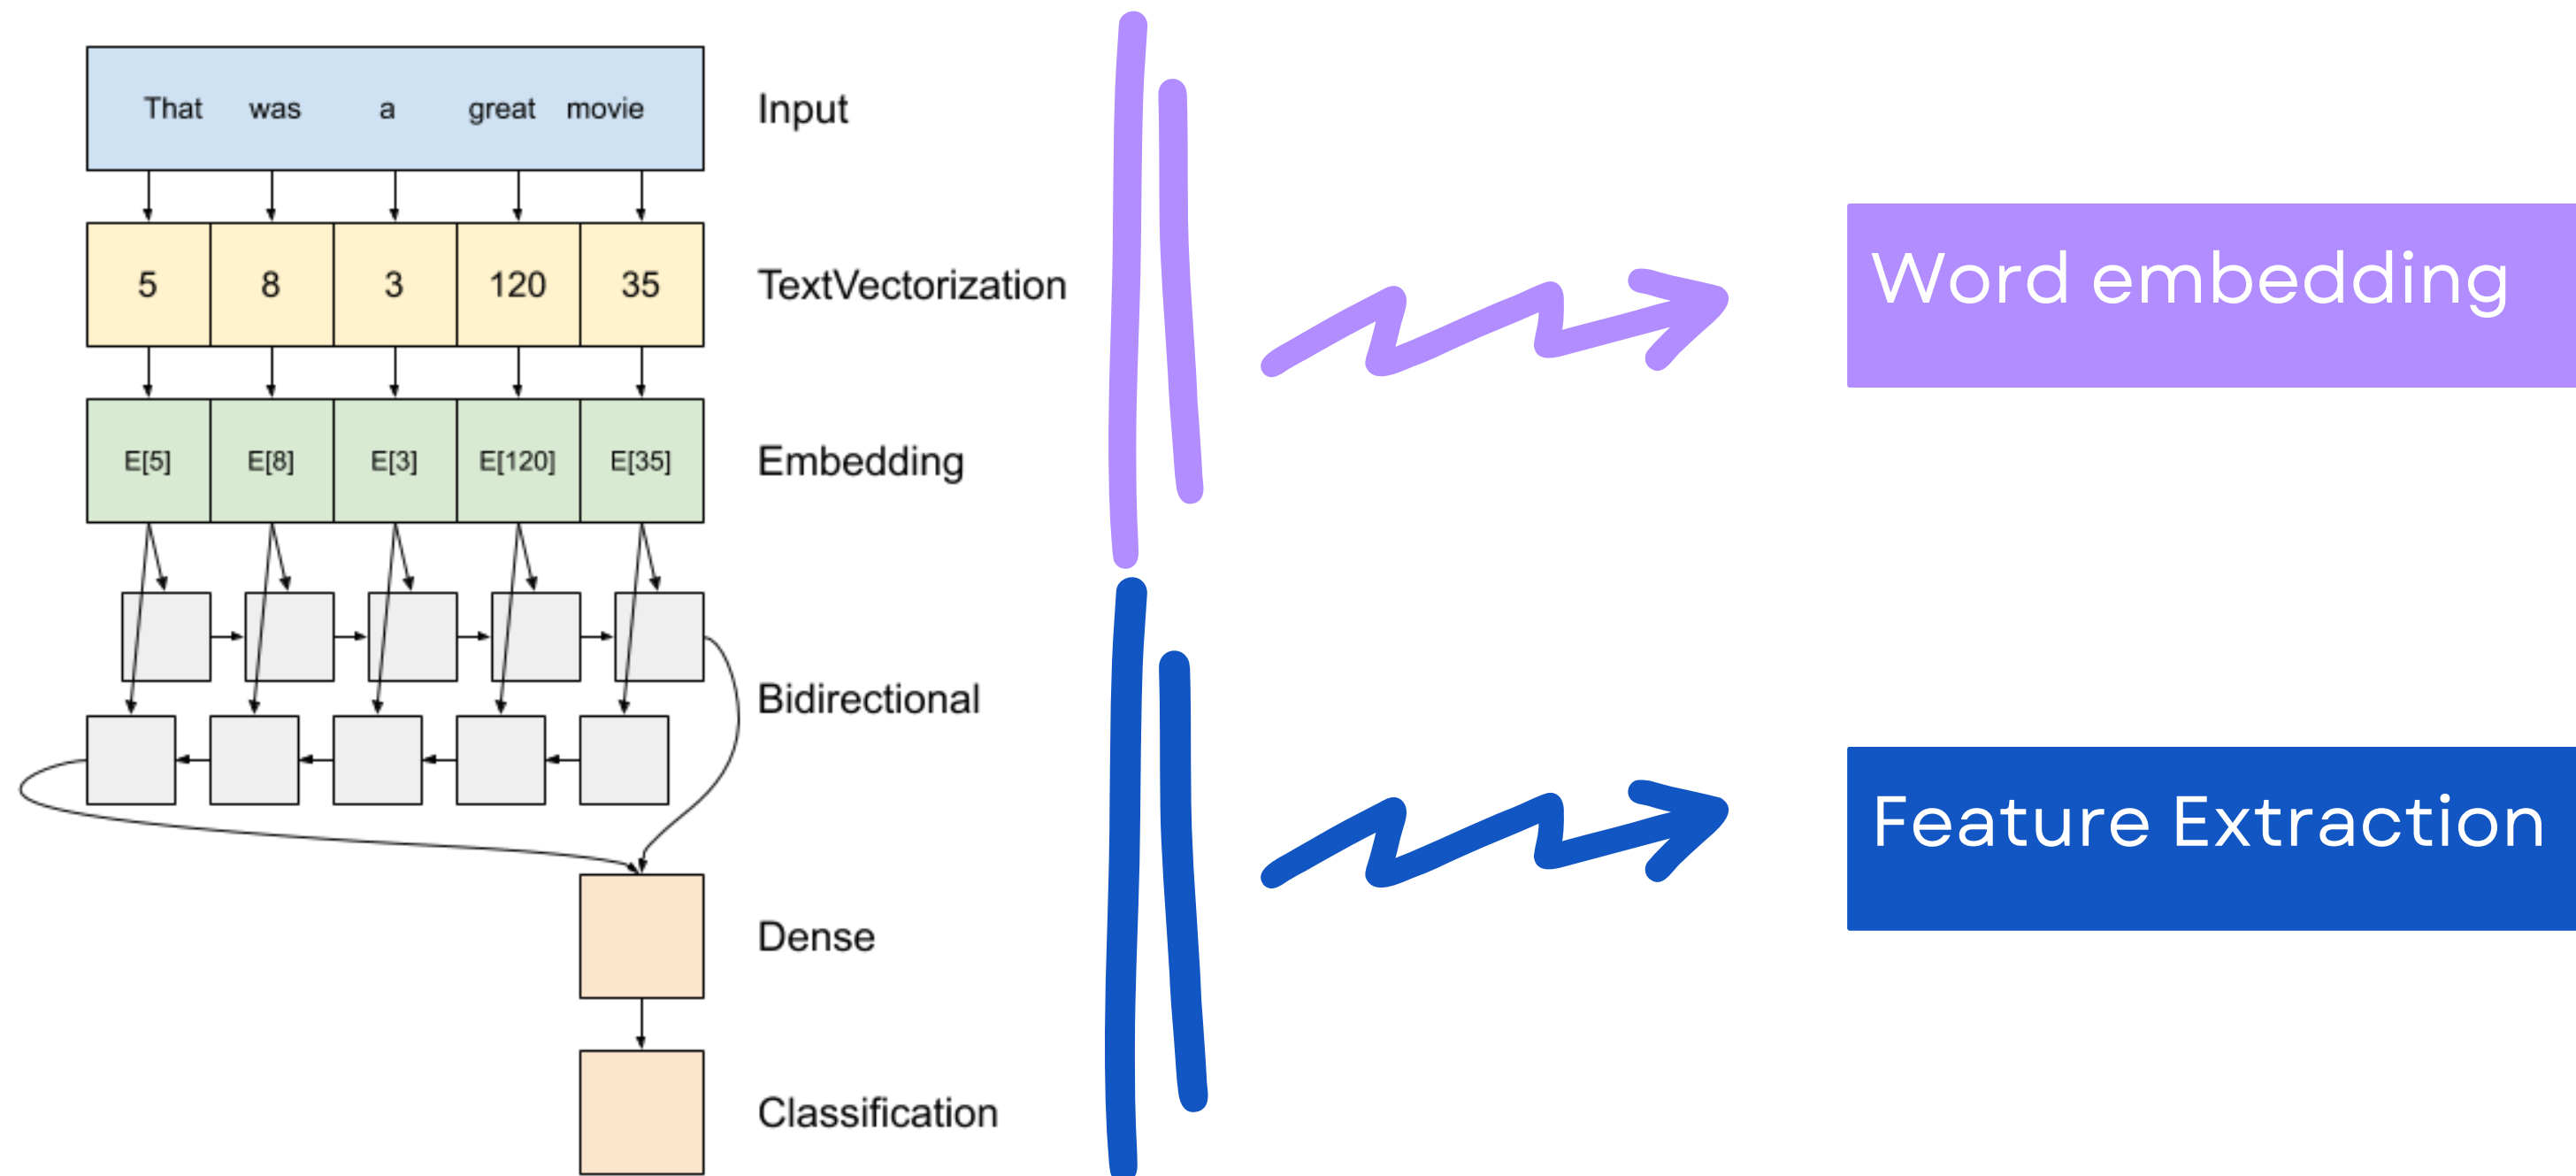 That was a great movie
Input
5 8 3 120 35
TextVectorization
Word embedding
E[5] E[8] E[3] E[120] E[35]
Embedding
Bidirectional
Feature Extraction
Dense
Classification